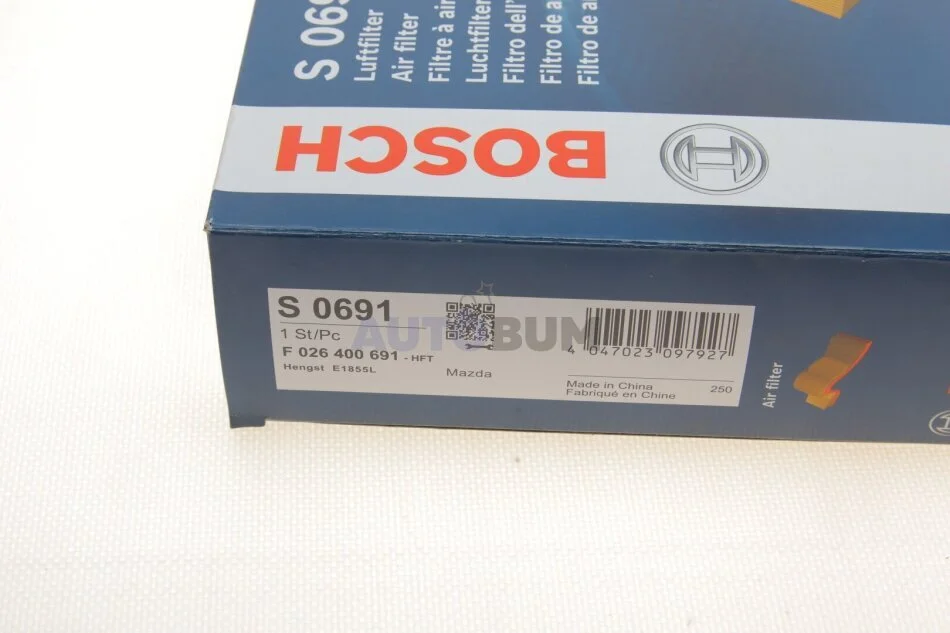 S 069
Luftfilter
Air filter
Filtre à air
Luchtfilter
Filtro dell'
Filtro de a
Filtro de a
BOSCH
S 0691
1 St/Pc
F 026 400 691 - HFT
Hengst E1855L
Mazda
4 047023 097927
Made in China
Fabriqué en Chine
250
Air filter
AUTOBUM